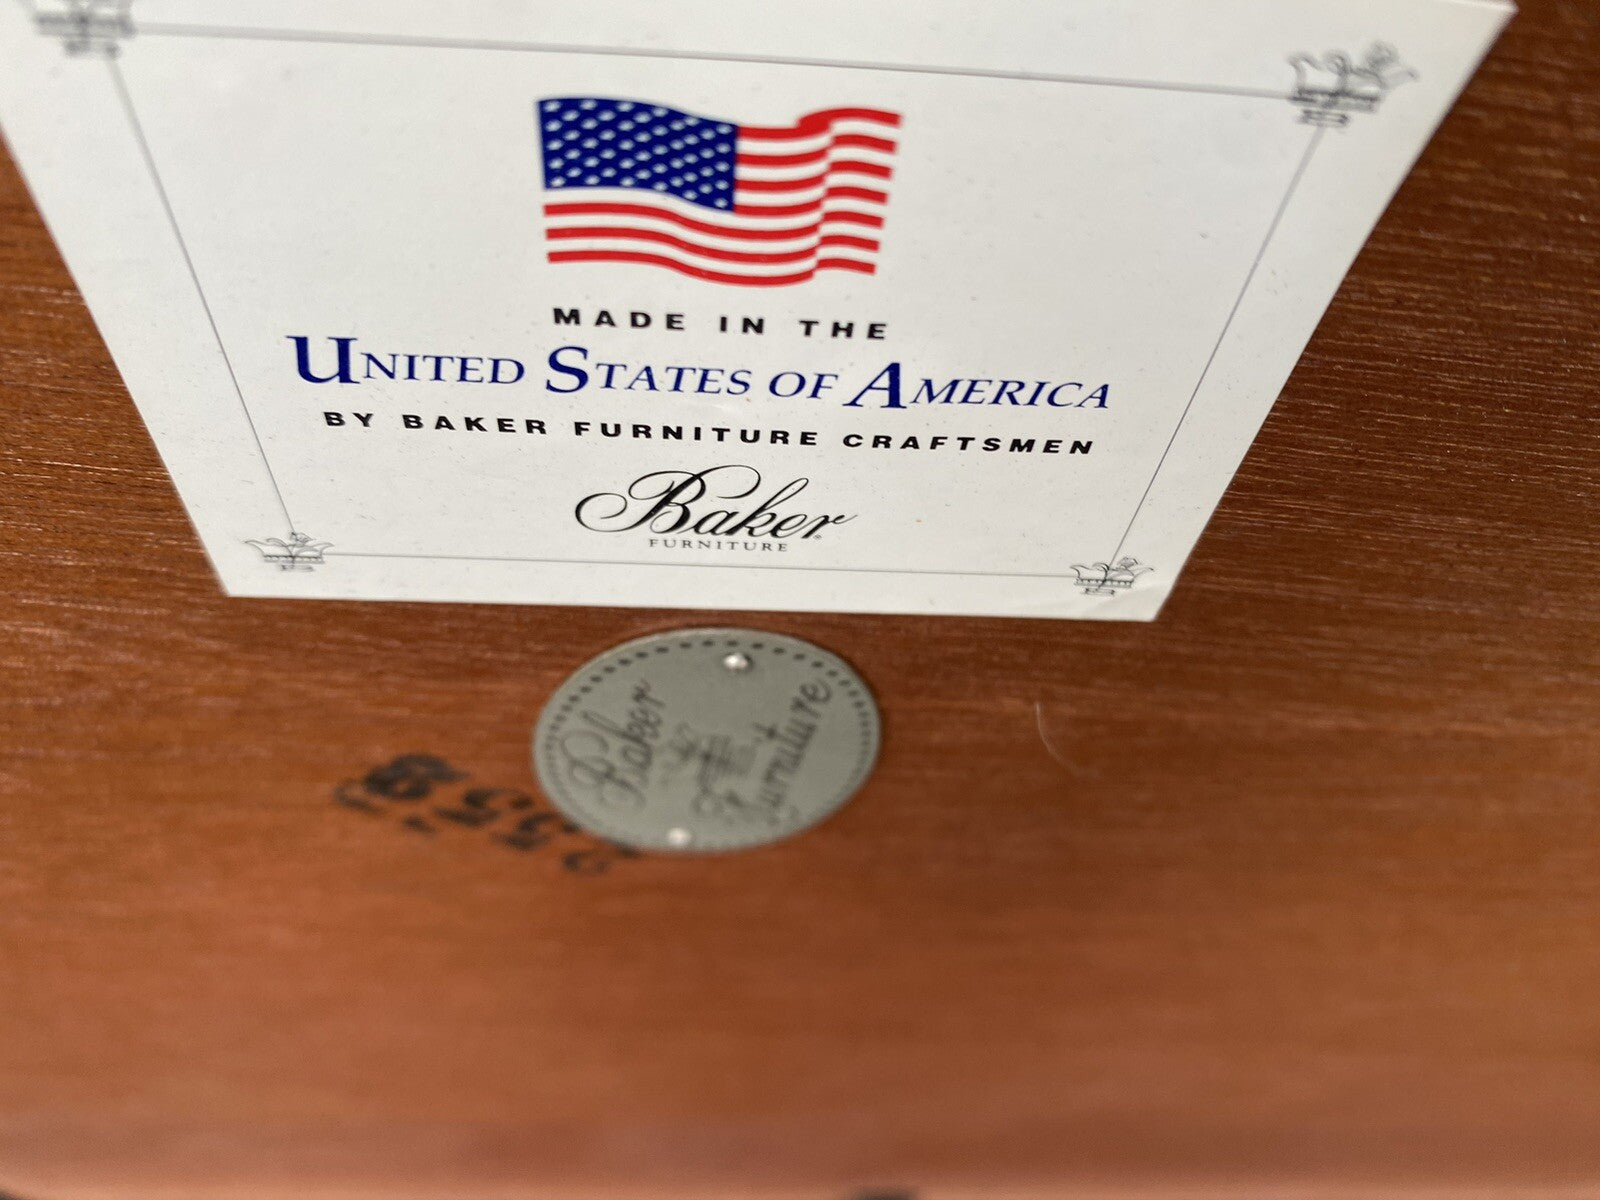 MADE IN THE
UNITED STATES OF AMERICA
BY BAKER FURNITURE CRAFTSMEN
Baker
FURNITURE
Baker
Furniture